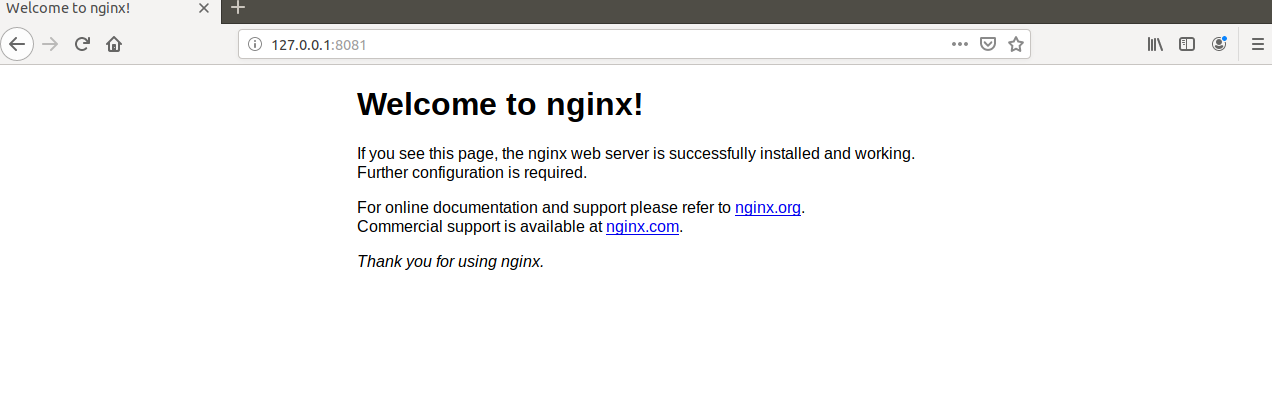 Welcome to nginx!
127.0.0.1:8081
Welcome to nginx!
If you see this page, the nginx web server is successfully installed and working.
Further configuration is required.
For online documentation and support please refer to nginx.org.
Commercial support is available at nginx.com.
Thank you for using nginx.